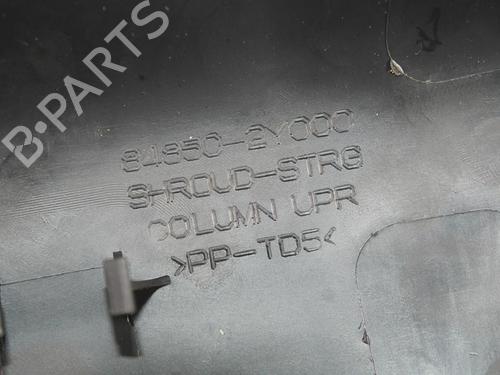 B-PARTS
84850-2Y000
SHROUD-STRG
COLUMN UPR
>PP-TD5<